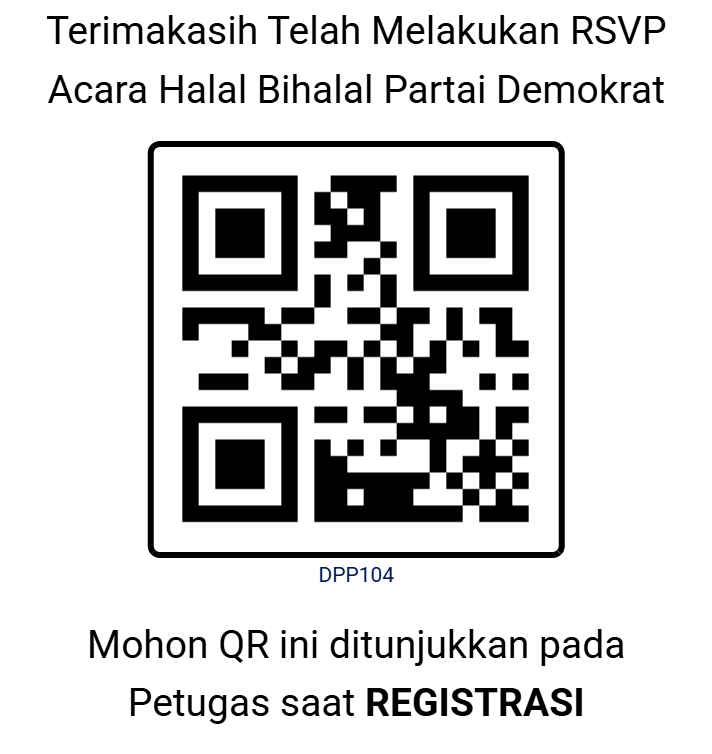 Terimakasih Telah Melakukan RSVP
Acara Halal Bihalal Partai Demokrat
DPP104
Mohon QR ini ditunjukkan pada
Petugas saat REGISTRASI